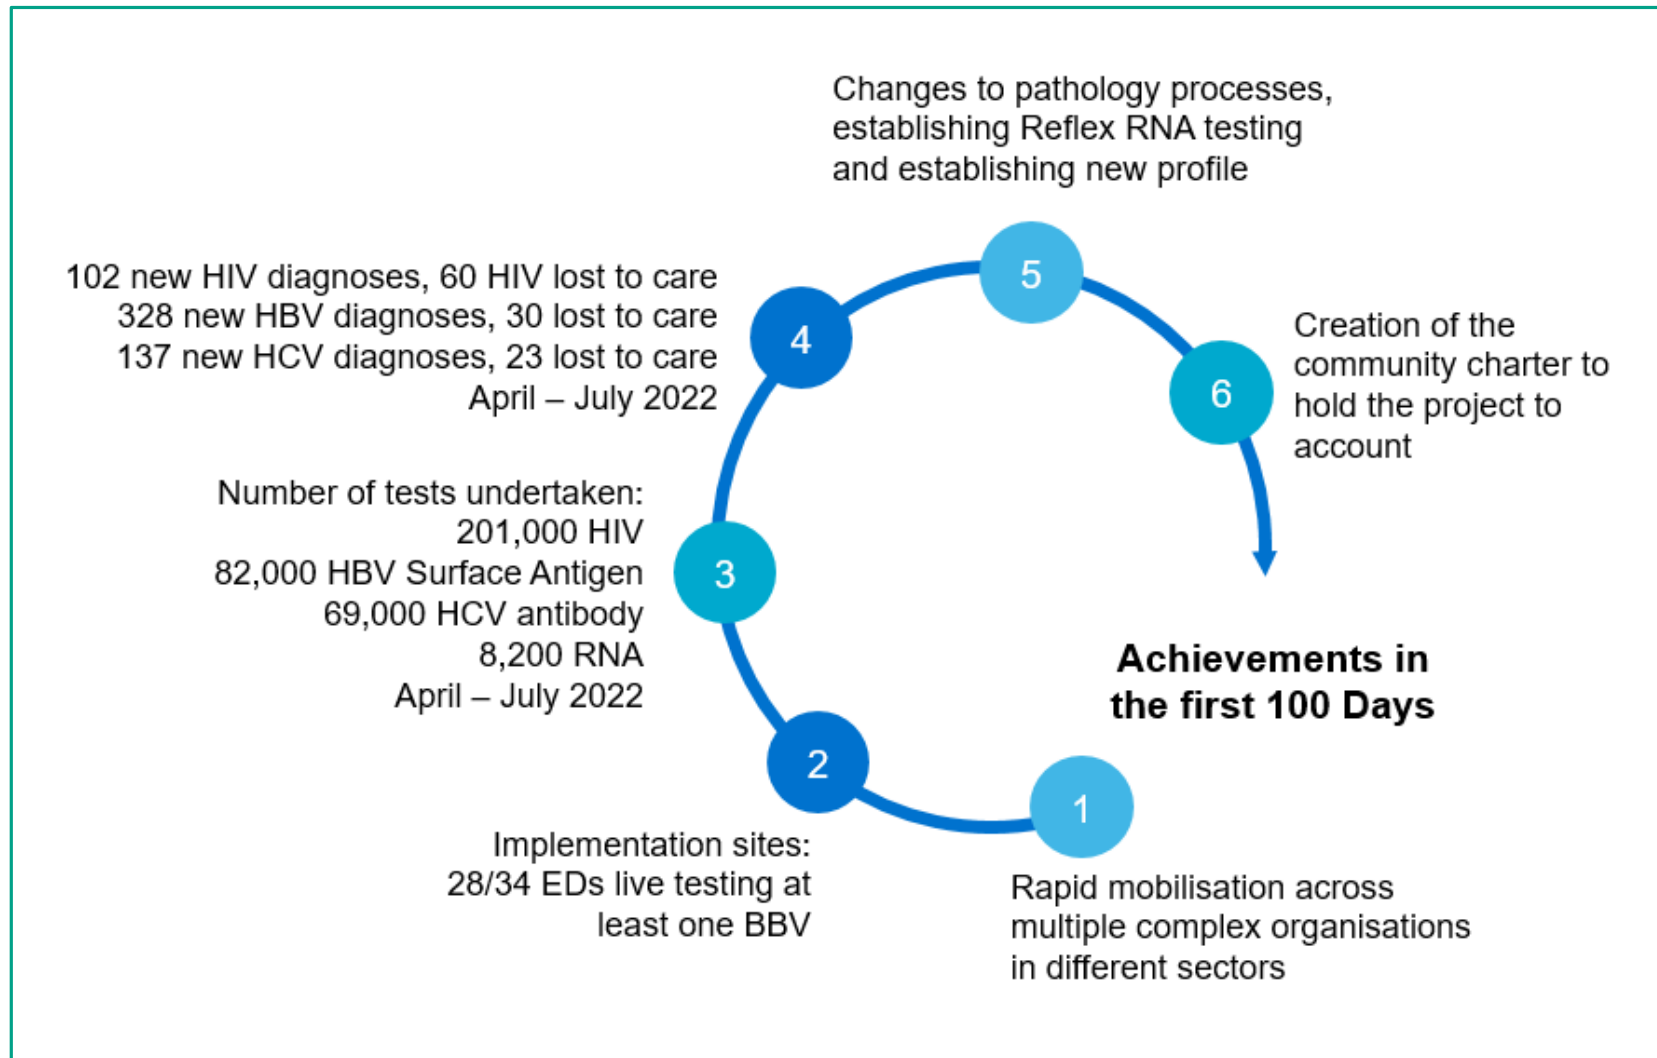 Changes to pathology processes,
establishing Reflex RNA testing
and establishing new profile
5
102 new HIV diagnoses, 60 HIV lost to care
328 new HBV diagnoses, 30 lost to care
137 new HCV diagnoses, 23 lost to care
April – July 2022
4
Creation of the
community charter to
hold the project to
account
6
Number of tests undertaken:
201,000 HIV
82,000 HBV Surface Antigen
69,000 HCV antibody
8,200 RNA
April – July 2022
3
Achievements in
the first 100 Days
2
Implementation sites:
28/34 EDs live testing at
least one BBV
1
Rapid mobilisation across
multiple complex organisations
in different sectors